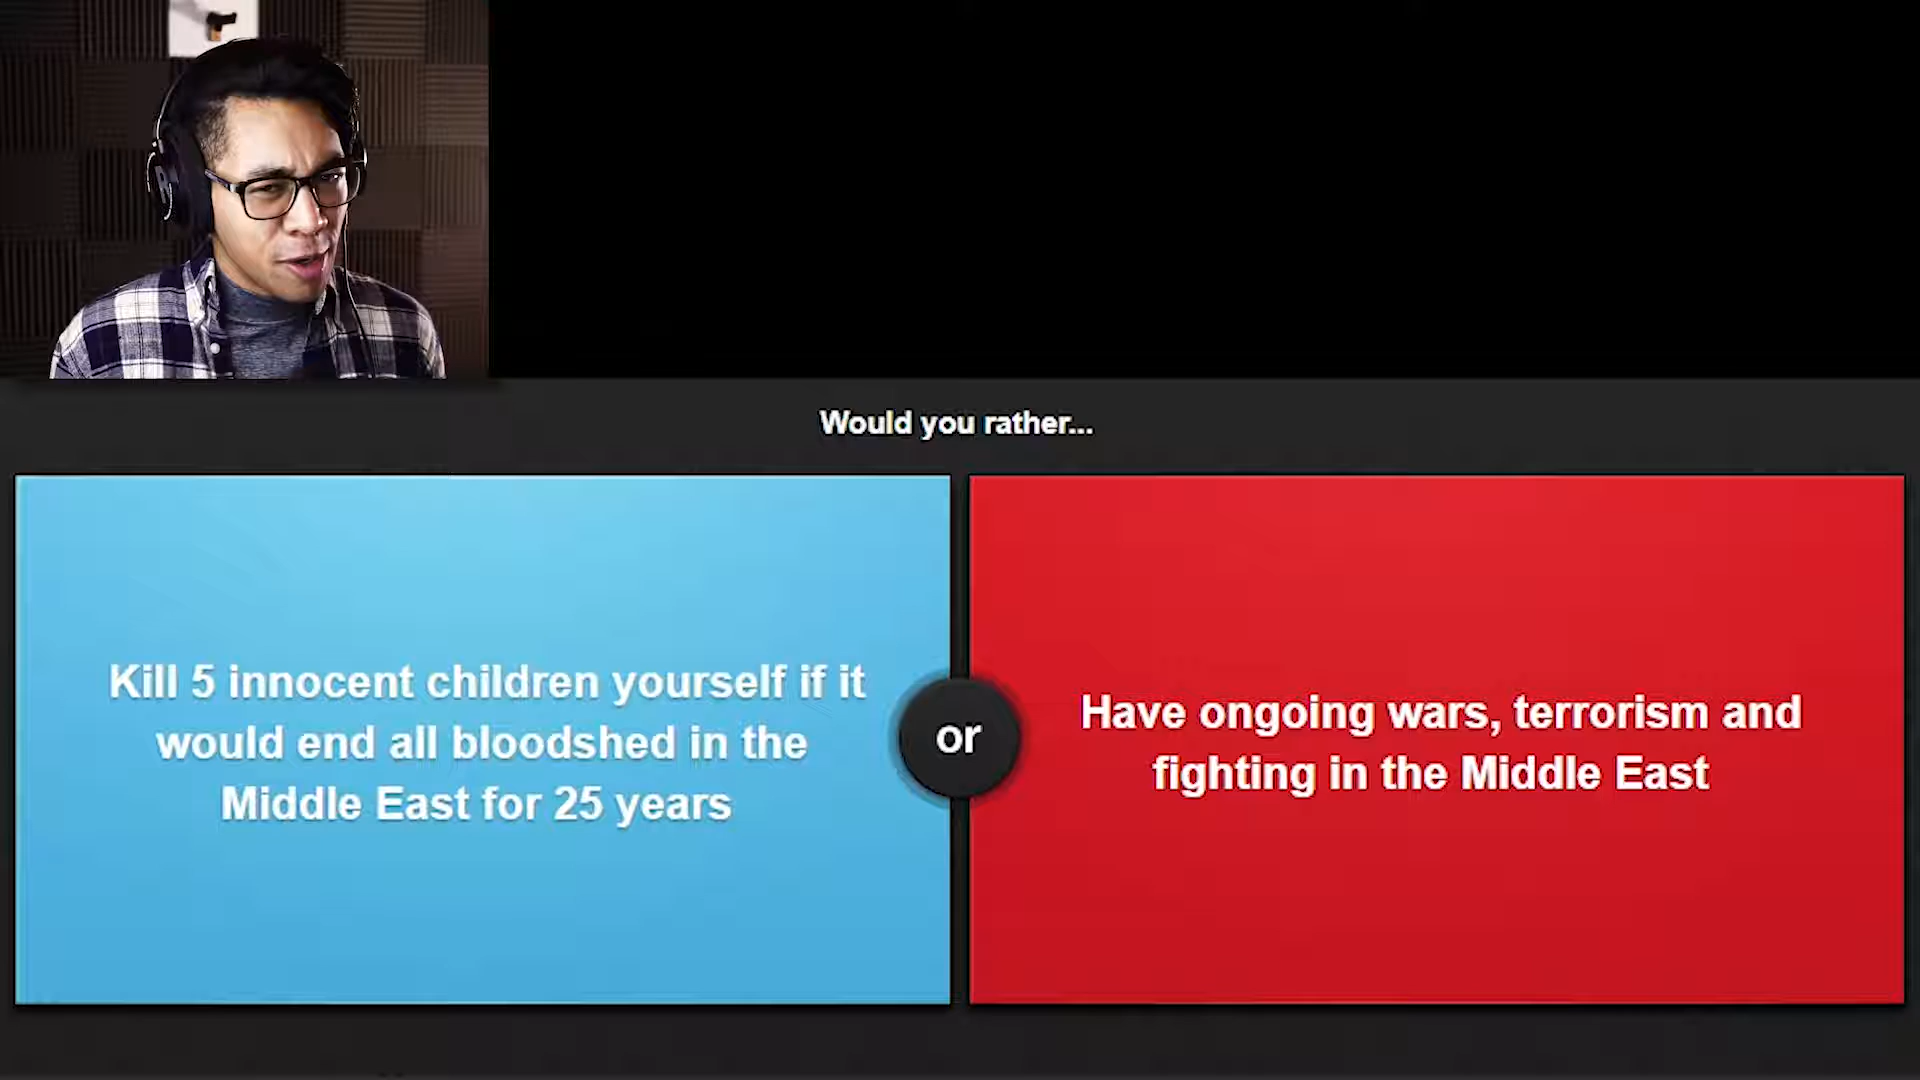 Would you rather...
Kill 5 innocent children yourself if it
would end all bloodshed in the
Middle East for 25 years
or
Have ongoing wars, terrorism and
fighting in the Middle East